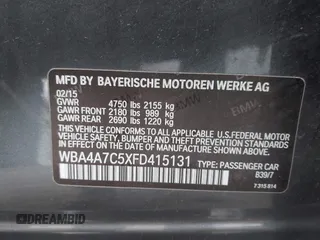 MFD BY BAYERISCHE MOTOREN WERKE AG
02/15
GVWR 4750 lbs 2155 kg
GAWR FRONT 2180 lbs 989 kg
GAWR REAR 2690 lbs 1220 kg
THIS VEHICLE CONFORMS TO ALL APPLICABLE
U.S.FEDERAL MOTOR VEHICLE SAFETY,
BUMPER, AND THEFT PREVENTION STANDARDS
IN EFFECT ON THE DATE OF MANUFACTURE
SHOWN ABOVE.
WBA4A7C5XFD415131 TYPE: PASSENGER CAR
B39/7
7 315 814
DREAMBID